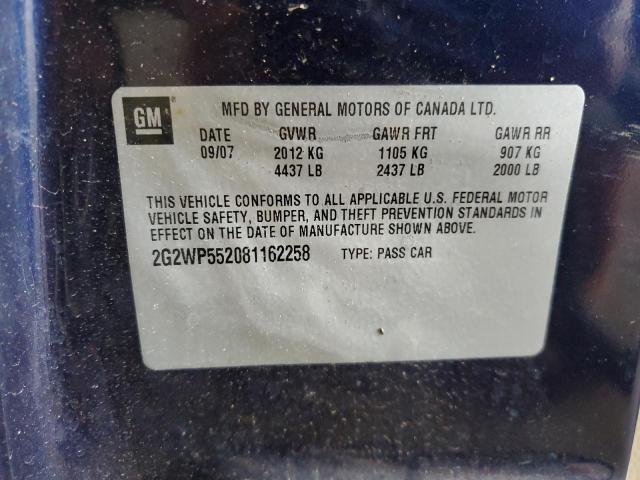 GM
MFD BY GENERAL MOTORS OF CANADA LTD.
DATE GVWR GAWR FRT GAWR RR
09/07 2012 KG 1105 KG 907 KG
4437 LB 2437 LB 2000 LB
THIS VEHICLE CONFORMS TO ALL APPLICABLE U.S. FEDERAL MOTOR
VEHICLE SAFETY, BUMPER, AND THEFT PREVENTION STANDARDS IN
EFFECT ON THE DATE OF MANUFACTURE SHOWN ABOVE.
2G2WP552081162258 TYPE: PASS CAR